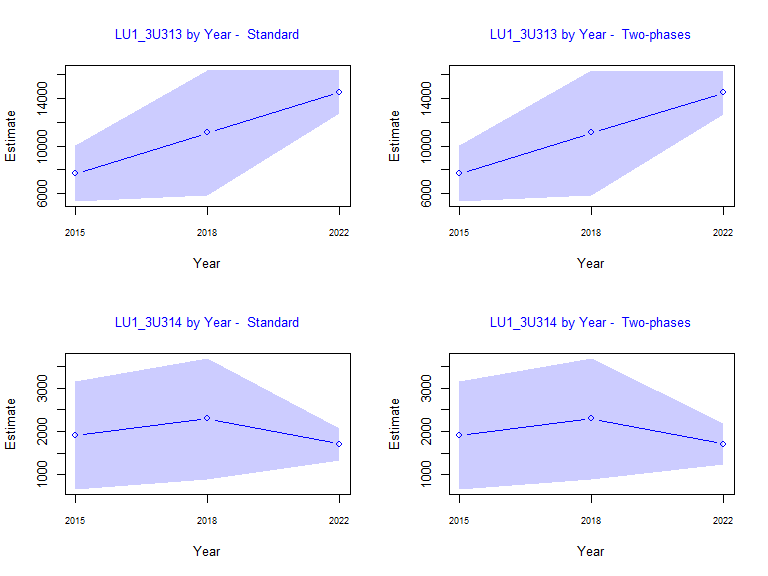 LU1_3U313 by Year -  Standard
Estimate
6000
10000
14000
2015
2018
2022
Year
LU1_3U313 by Year -  Two-phases
Estimate
6000
10000
14000
2015
2018
2022
Year
LU1_3U314 by Year -  Standard
Estimate
1000
2000
3000
2015
2018
2022
Year
LU1_3U314 by Year -  Two-phases
Estimate
1000
2000
3000
2015
2018
2022
Year